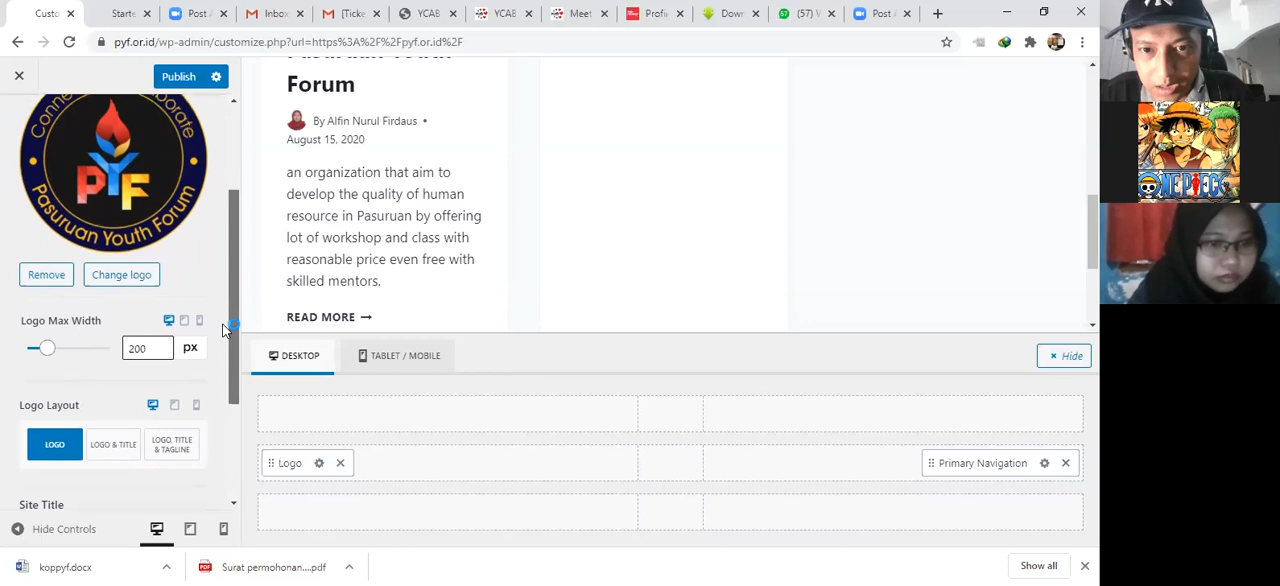 Custo
Starte
Post A
Inbox
[Ticke
YCAB
YCAB
Meet
Profil
Down
(57) W
Post A
pyf.or.id/wp-admin/customize.php?url=https%3A%2F%2Fpyf.or.id%2F
Publish
Connect
Collaborate
PYF
Pasuruan Youth Forum
Remove
Change logo
Logo Max Width
200
px
Logo Layout
LOGO
LOGO & TITLE
LOGO, TITLE
& TAGLINE
Site Title
Hide Controls
Pasuruan Youth
Forum
By Alfin Nurul Firdaus •
August 15, 2020
an organization that aim to
develop the quality of human
resource in Pasuruan by offering
lot of workshop and class with
reasonable price even free with
skilled mentors.
READ MORE
DESKTOP
TABLET / MOBILE
Hide
Logo
Primary Navigation
koppyf.docx
Surat permohonan....pdf
Show all
ONE PIECE